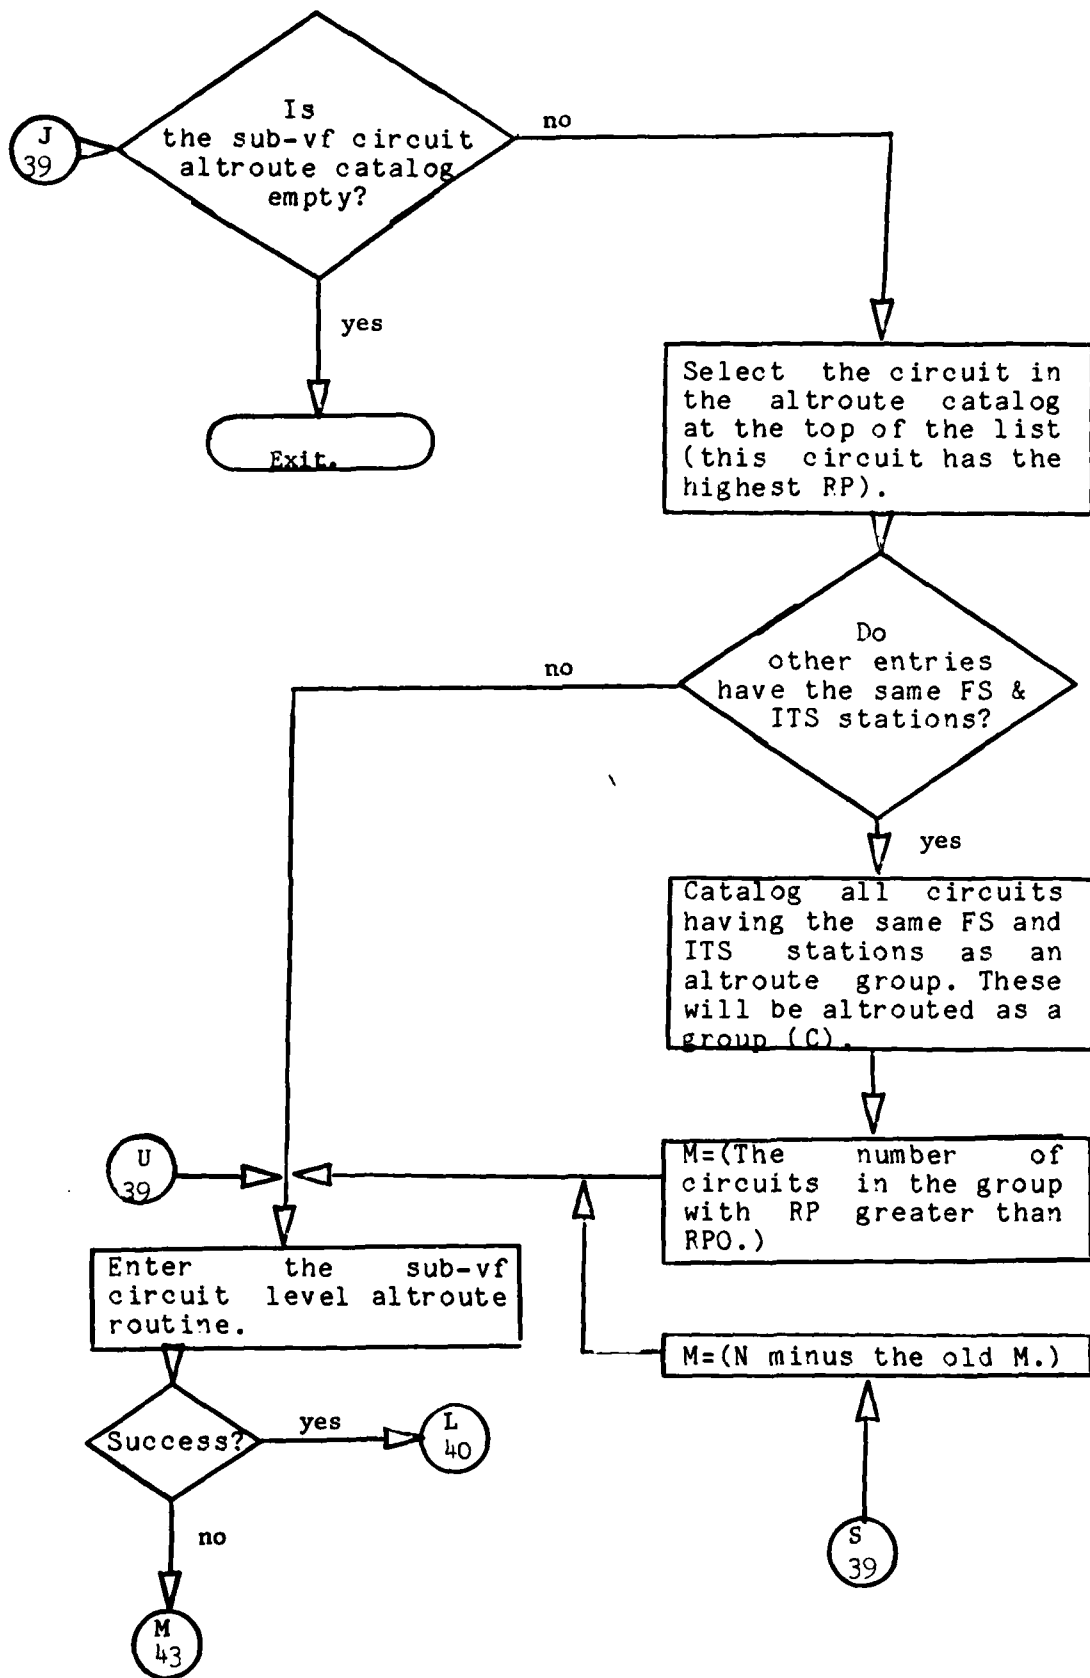 J
39
Is
the sub-vf circuit
altroute catalog
empty?
no
yes
Exit.
Select the circuit in
the altroute catalog
at the top of the list
(this circuit has the
highest RP).
Do
other entries
have the same FS &
ITS stations?
no
yes
Catalog all circuits
having the same FS and
ITS stations as an
altroute group. These
will be altrouted as a
group (C).
U
39
M=(The number of
circuits in the group
with RP greater than
RPO.)
Enter the sub-vf
circuit level altroute
routine.
M=(N minus the old M.)
Success?
yes
L
40
no
S
39
M
43